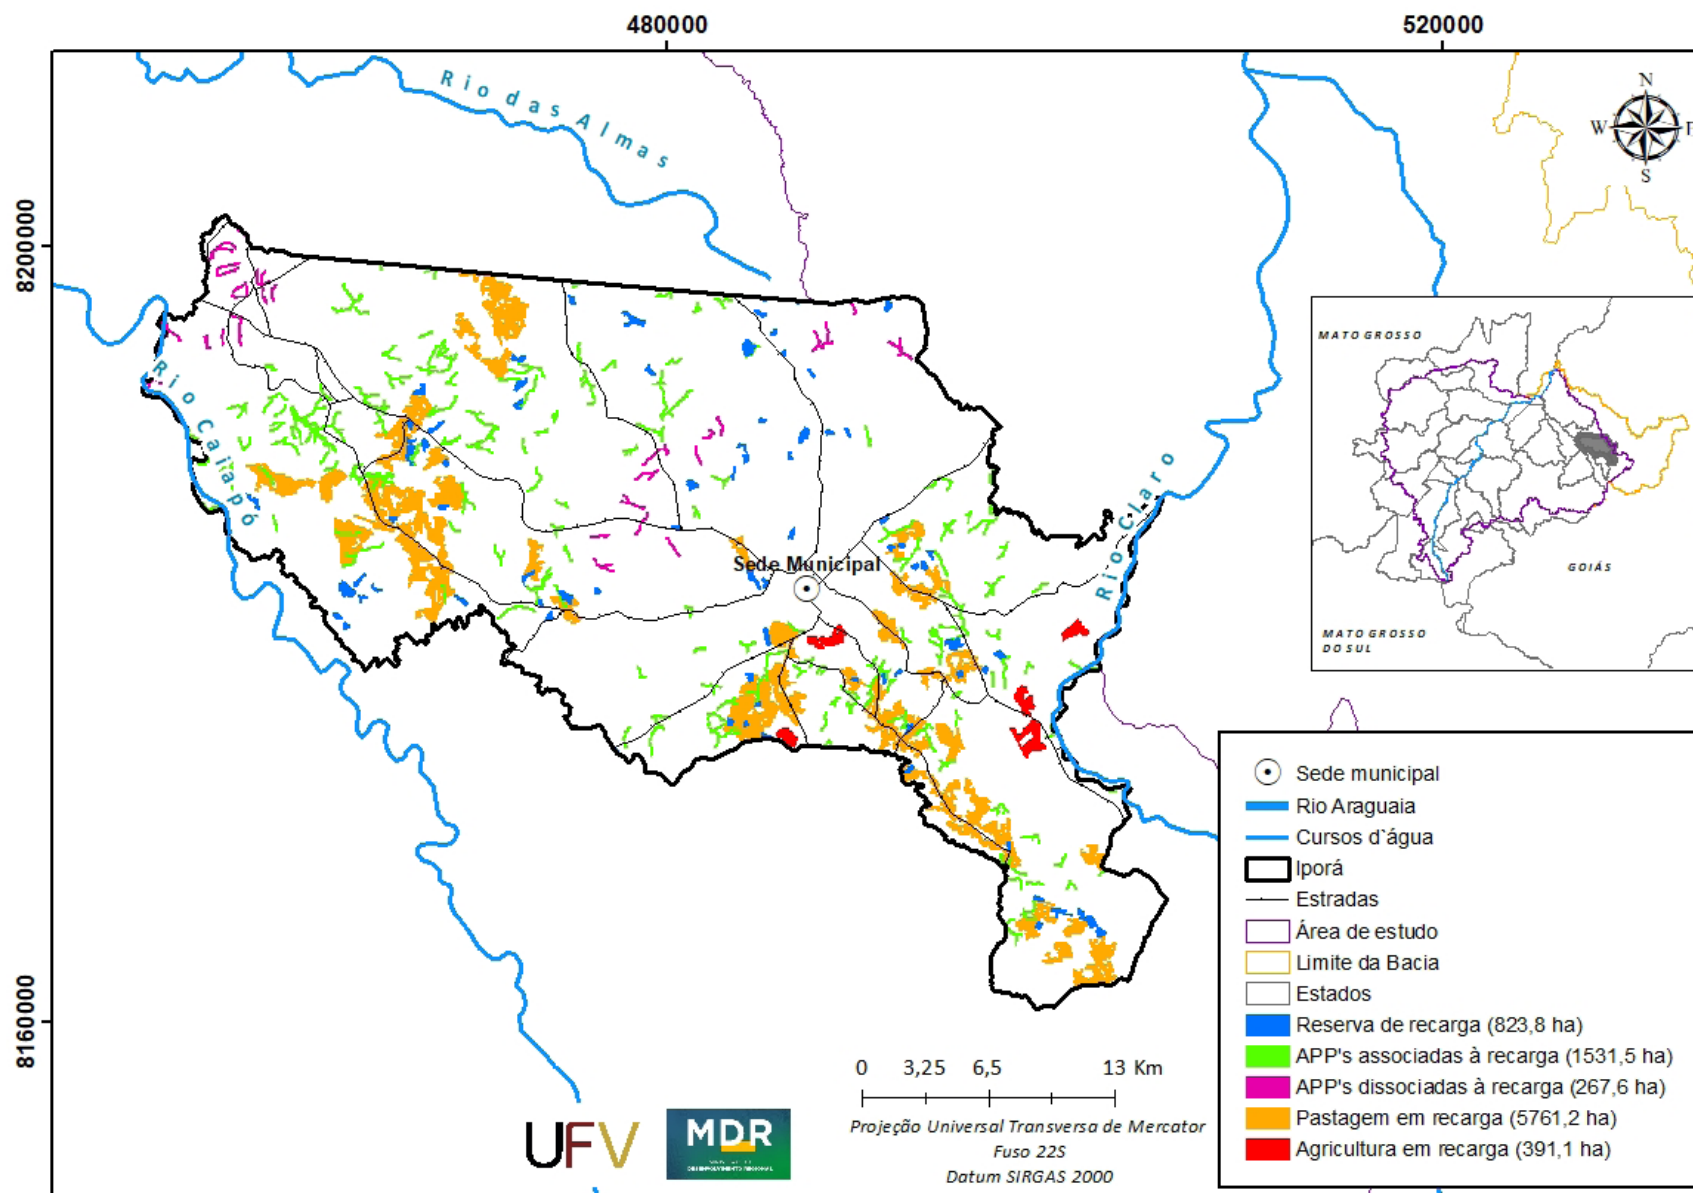 480000
520000
8200000
8160000
Rio das Almas
N
W
E
S
Rio Caiapó
Rio Claro
Sede Municipal
MATO GROSSO
GOIÁS
MATO GROSSO
DO SUL
Sede municipal
Rio Araguaia
Cursos d`água
Iporá
Estradas
Área de estudo
Limite da Bacia
Estados
Reserva de recarga (823,8 ha)
APP's associadas à recarga (1531,5 ha)
APP's dissociadas à recarga (267,6 ha)
Pastagem em recarga (5761,2 ha)
Agricultura em recarga (391,1 ha)
0 3,25 6,5 13 Km
Projeção Universal Transversa de Mercator
Fuso 22S
Datum SIRGAS 2000
UFV
MDR
DESENVOLVIMENTO REGIONAL